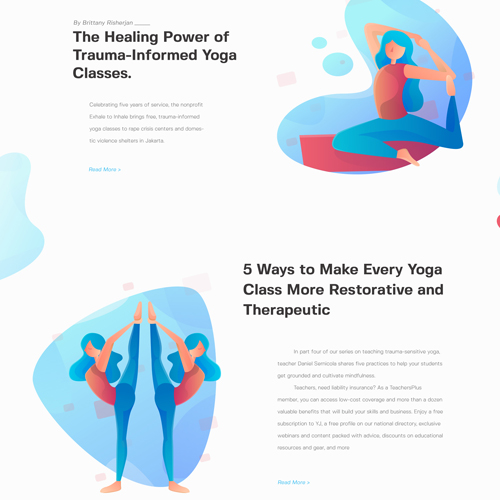 By Brittany Risherjan ____
The Healing Power of
Trauma-Informed Yoga
Classes.
Celebrating five years of service, the nonprofit
Exhale to Inhale brings free, trauma-informed
yoga classes to rape crisis centers and domes-
tic violence shelters in Jakarta.
Read More »
5 Ways to Make Every Yoga
Class More Restorative and
Therapeutic
In part four of our series on teaching trauma-sensitive yoga,
teacher Daniel Semicole shares five practices to help your students
get grounded and cultivate mindfulness.
Teachers, need liability insurance? As a TeachersPlus
member, you can access low-cost coverage and more than a dozen
valuable benefits that will build your skills and business. Enjoy a free
subscription to YJ, a free profile on our national directory, exclusive
webinars and content packed with advice, discounts on educational
resources and gear, and more
Read More »